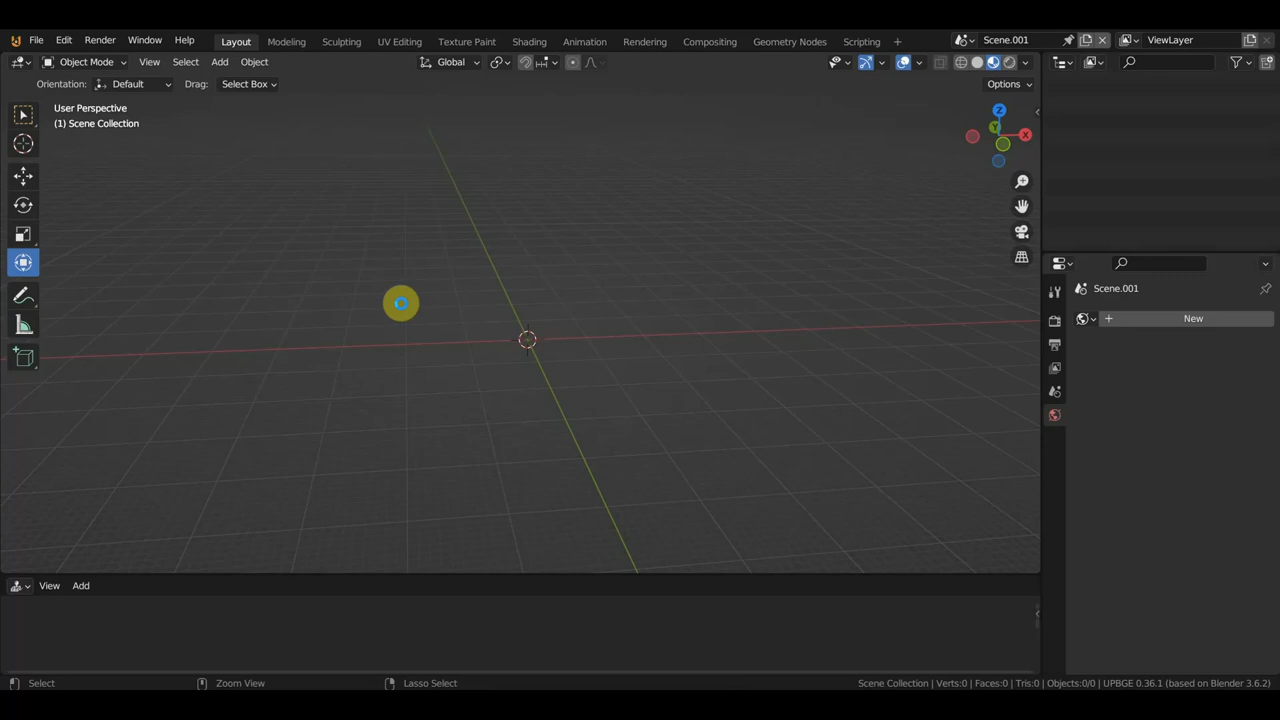 File Edit Render Window Help Layout Modeling Sculpting UV Editing Texture Paint Shading Animation Rendering Compositing Geometry Nodes Scripting + Scene.001 ViewLayer
Object Mode View Select Add Object Global
Orientation: Default Drag: Select Box Options
User Perspective
(1) Scene Collection
Z
Y
X
Scene.001
+ New
View Add
Select Zoom View Lasso Select Scene Collection | Verts:0 | Faces:0 | Tris:0 | Objects:0/0 | UPBGE 0.36.1 (based on Blender 3.6.2)